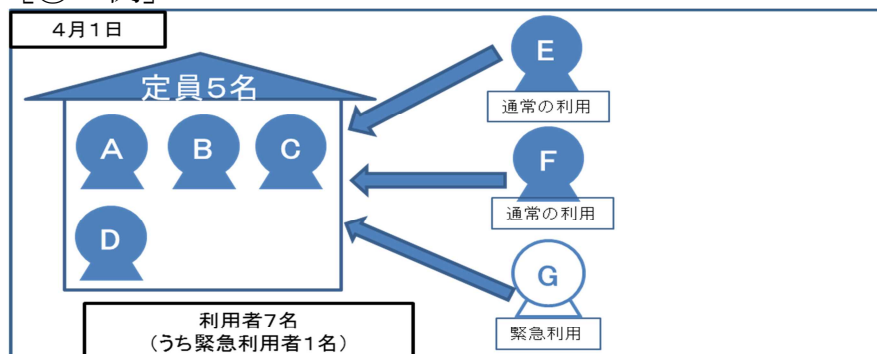 4月1日
定員5名
A
B
C
D
E
通常の利用
F
通常の利用
G
緊急利用
利用者7名
(うち緊急利用者1名)